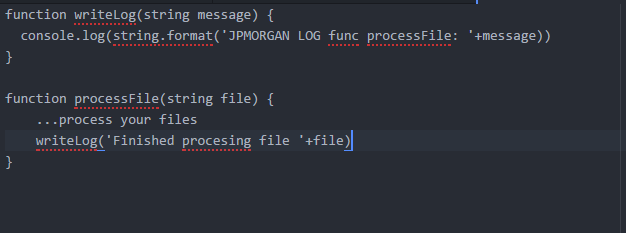 function writeLog(string message) {
console.log(string.format('JPMORGAN LOG func processFile: '+message))
}
function processFile(string file) {
...process your files
writeLog('Finished procesing file '+file)
}